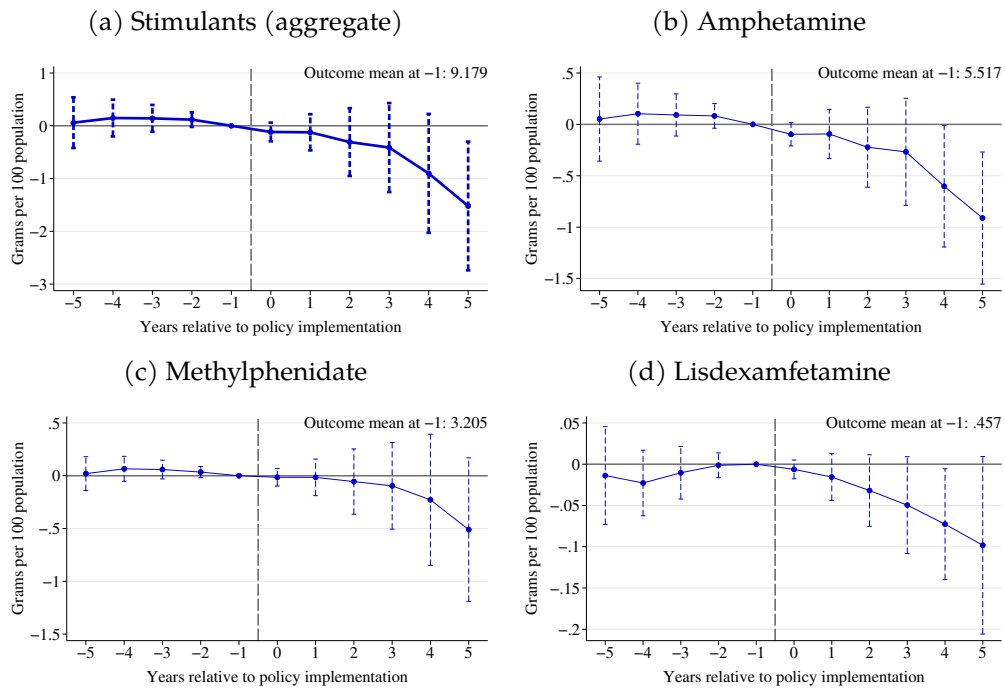 (a) Stimulants (aggregate)
Outcome mean at −1: 9.179
Grams per 100 population
1
0
−1
−2
−3
−5 −4 −3 −2 −1 0 1 2 3 4 5
Years relative to policy implementation
(b) Amphetamine
Outcome mean at −1: 5.517
Grams per 100 population
.5
0
−.5
−1
−1.5
−5 −4 −3 −2 −1 0 1 2 3 4 5
Years relative to policy implementation
(c) Methylphenidate
Outcome mean at −1: 3.205
Grams per 100 population
.5
0
−.5
−1
−1.5
−5 −4 −3 −2 −1 0 1 2 3 4 5
Years relative to policy implementation
(d) Lisdexamfetamine
Outcome mean at −1: .457
Grams per 100 population
.05
0
−.05
−.1
−.15
−.2
−5 −4 −3 −2 −1 0 1 2 3 4 5
Years relative to policy implementation